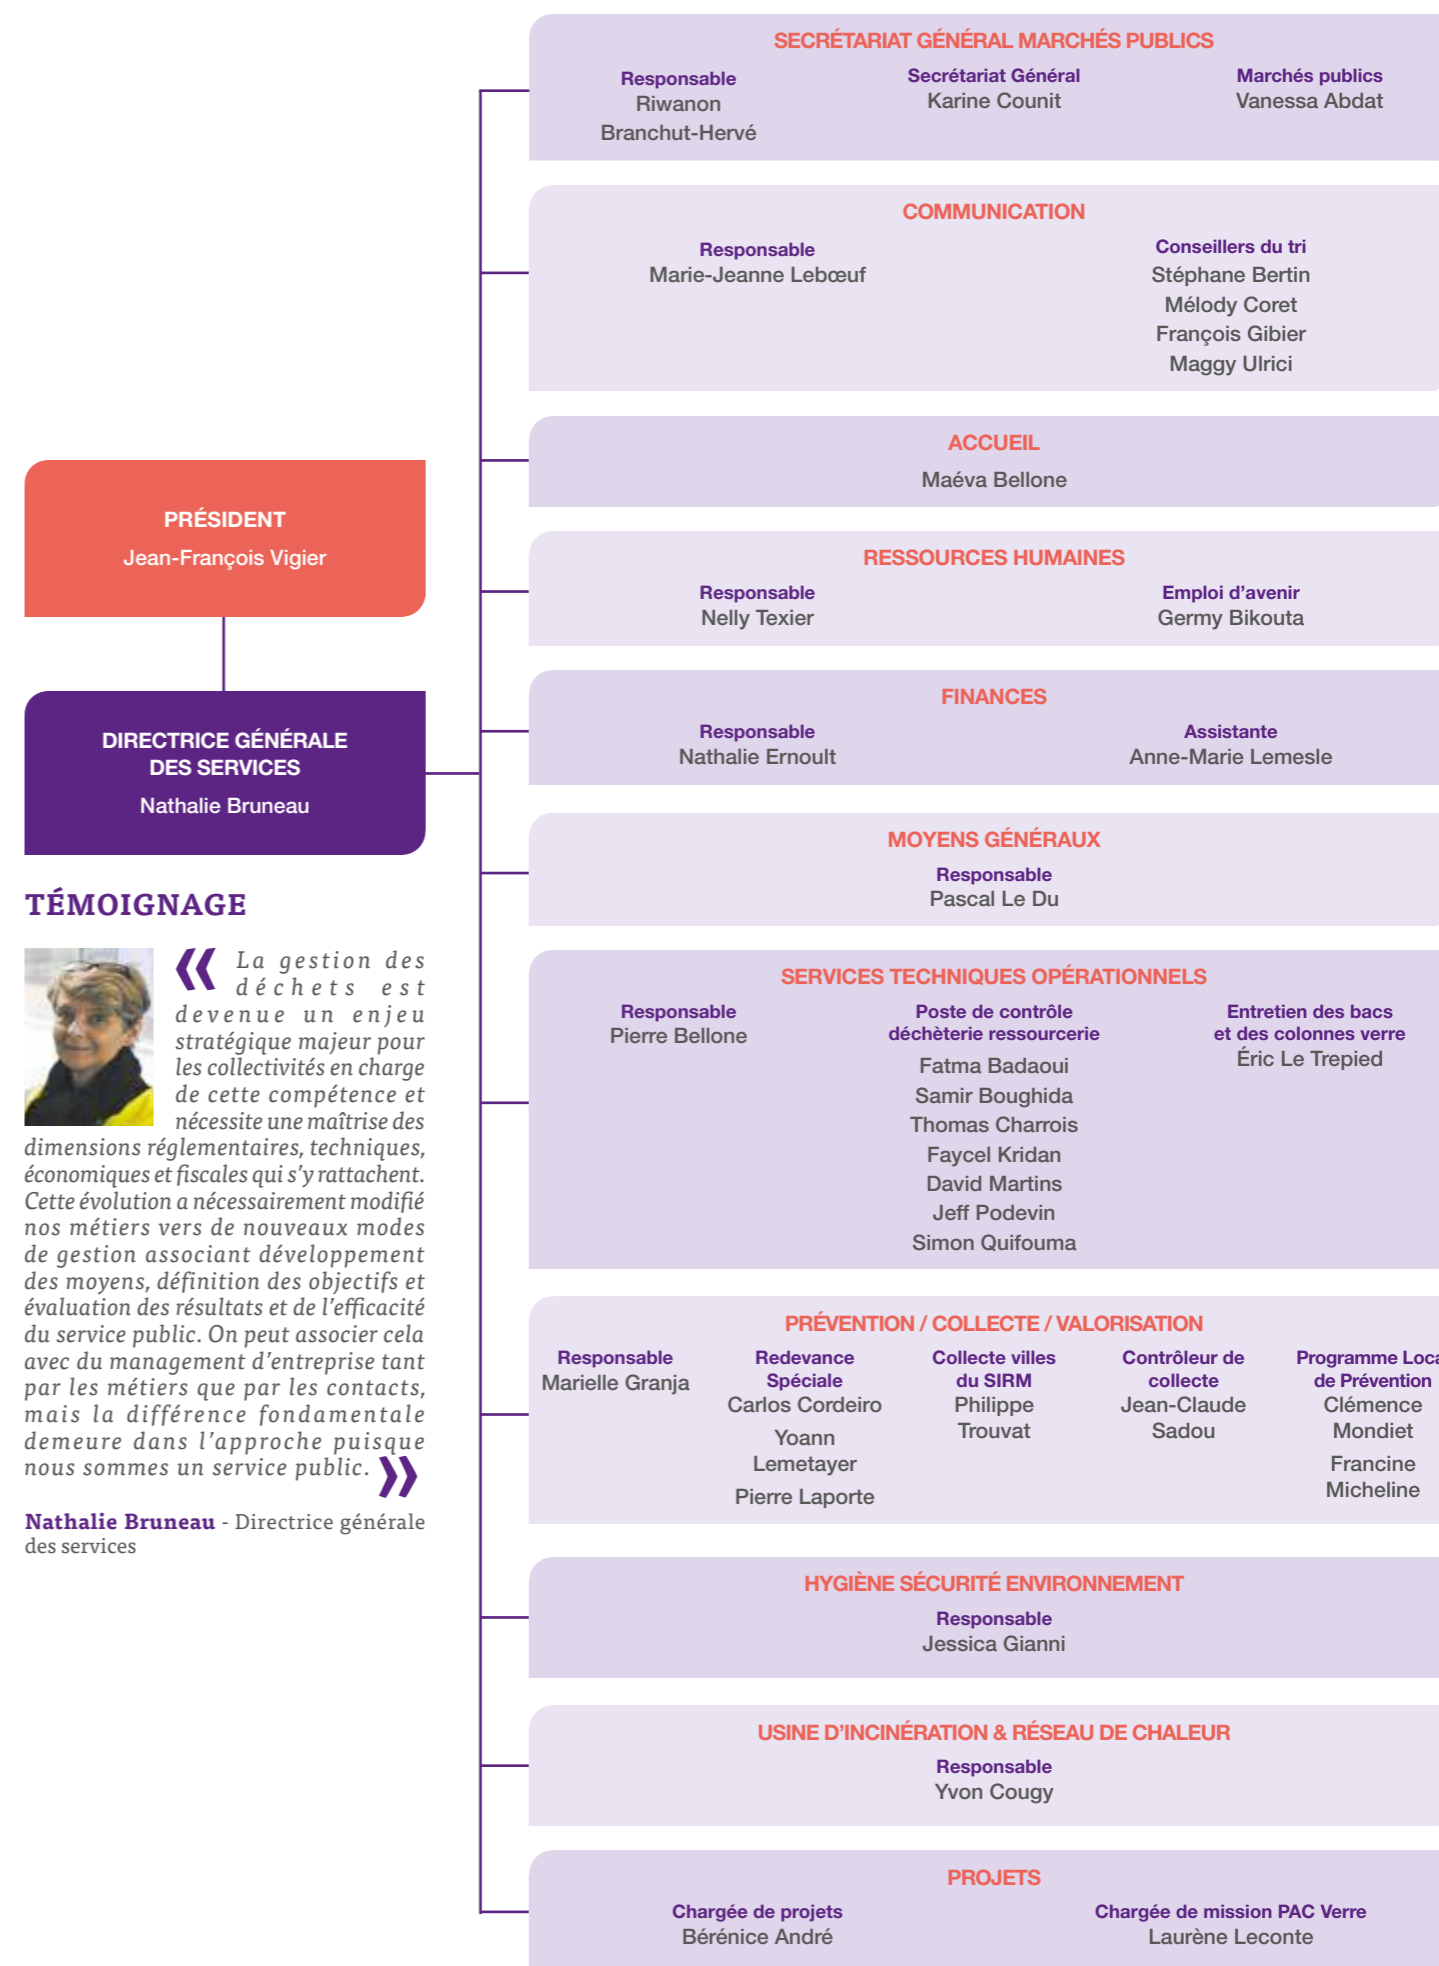 SECRÉTARIAT GÉNÉRAL MARCHÉS PUBLICS
Responsable
Riwanon
Branchut-Hervé
Secrétariat Général
Karine Counit
Marchés publics
Vanessa Abdat
COMMUNICATION
Responsable
Marie-Jeanne Lebœuf
Conseillers du tri
Stéphane Bertin
Mélody Coret
François Gibier
Maggy Ulrici
ACCUEIL
Maéva Bellone
PRÉSIDENT
Jean-François Vigier
RESSOURCES HUMAINES
Responsable
Nelly Texier
Emploi d’avenir
Germy Bikouta
DIRECTRICE GÉNÉRALE
DES SERVICES
Nathalie Bruneau
FINANCES
Responsable
Nathalie Ernoult
Assistante
Anne-Marie Lemesle
MOYENS GÉNÉRAUX
Responsable
Pascal Le Du
TÉMOIGNAGE
« La gestion des
déchets est
devenue un enjeu
stratégique majeur pour
les collectivités en charge
de cette compétence et
nécessite une maîtrise des
dimensions réglementaires, techniques,
économiques et fiscales qui s’y rattachent.
Cette évolution a nécessairement modifié
nos métiers vers de nouveaux modes
de gestion associant développement
des moyens, définition des objectifs et
évaluation des résultats et de l’efficacité
du service public. On peut associer cela
avec du management d’entreprise tant
par les métiers que par les contacts,
mais la différence fondamentale
demeure dans l’approche puisque
nous sommes un service public. »
Nathalie Bruneau - Directrice générale
des services
SERVICES TECHNIQUES OPÉRATIONNELS
Responsable
Pierre Bellone
Poste de contrôle
déchèterie ressourcerie
Fatma Badaoui
Samir Boughida
Thomas Charrois
Faycel Kridan
David Martins
Jeff Podevin
Simon Quifouma
Entretien des bacs
et des colonnes verre
Éric Le Trepied
PRÉVENTION / COLLECTE / VALORISATION
Responsable
Marielle Granja
Redevance
Spéciale
Carlos Cordeiro
Yoann
Lemetayer
Pierre Laporte
Collecte villes
du SIRM
Philippe
Trouvat
Contrôleur de
collecte
Jean-Claude
Sadou
Programme Loca
de Prévention
Clémence
Mondiet
Francine
Micheline
HYGIÈNE SÉCURITÉ ENVIRONNEMENT
Responsable
Jessica Gianni
USINE D’INCINÉRATION & RÉSEAU DE CHALEUR
Responsable
Yvon Cougy
PROJETS
Chargée de projets
Bérénice André
Chargée de mission PAC Verre
Laurène Leconte